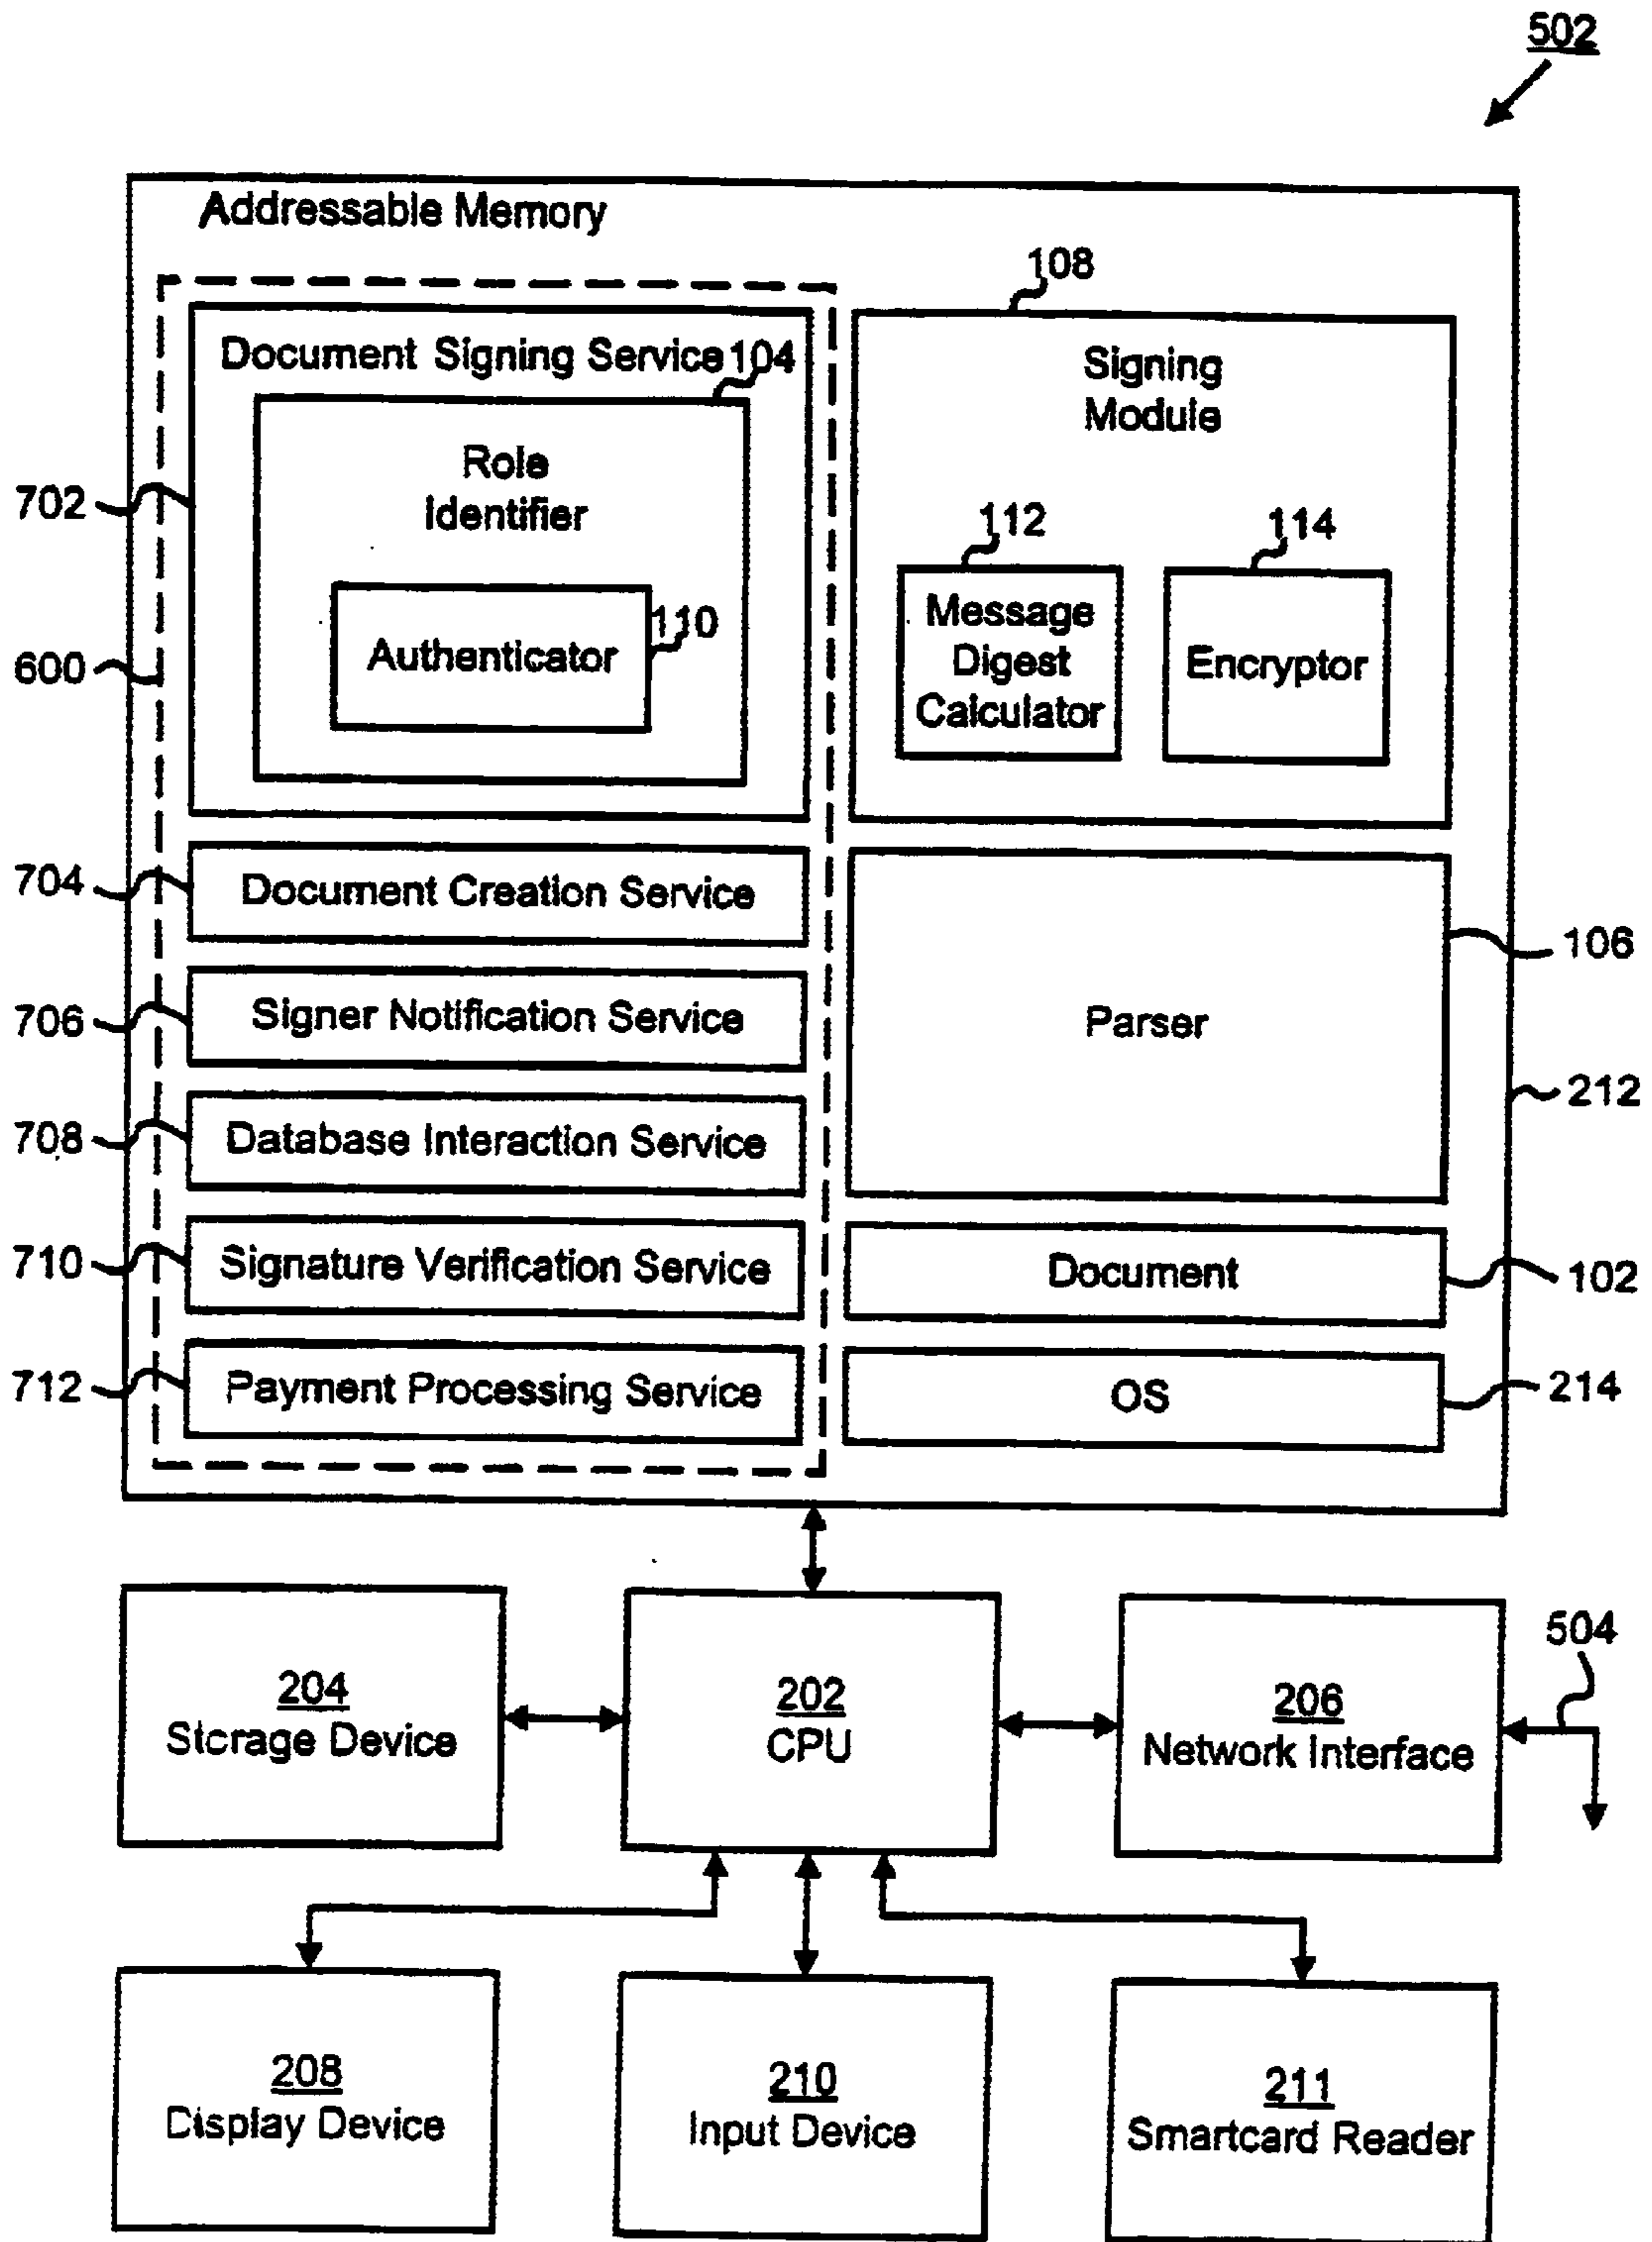 502
Addressable Memory
108
Document Signing Service 104
Signing
Module
Role
Identifier
702
112
114
110
Authenticator
Message
Digest
Calculator
Encryptor
600
704
Document Creation Service
106
706
Signer Notification Service
Parser
212
708
Database Interaction Service
710
Signature Verification Service
Document
102
712
Payment Processing Service
OS
214
504
204
Storage Device
202
CPU
206
Network Interface
208
Display Device
210
Input Device
211
Smartcard Reader